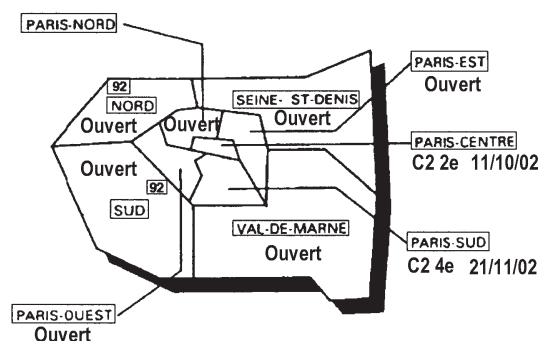 PARIS-NORD
PARIS-EST
Ouvert
92
NORD
Ouvert
SEINE- ST-DENIS
Ouvert
Ouvert
PARIS-CENTRE
C2 2e 11/10/02
Ouvert
92
SUD
VAL-DE-MARNE
Ouvert
PARIS-SUD
C2 4e 21/11/02
PARIS-OUEST
Ouvert